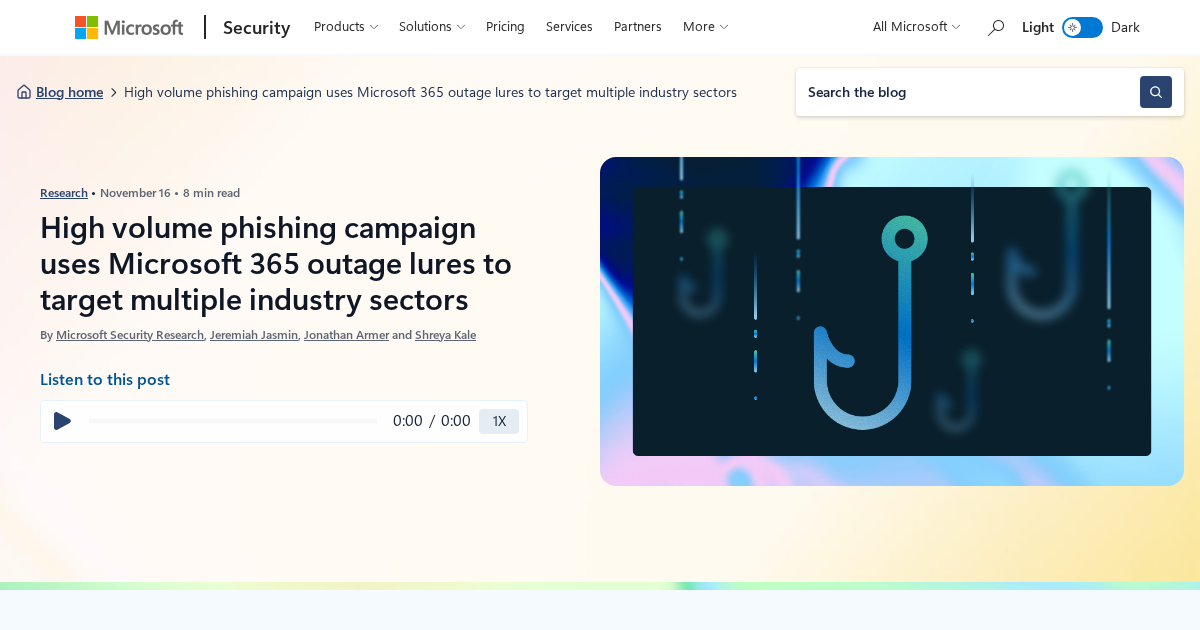 Microsoft
Security
Products
Solutions
Pricing
Services
Partners
More
All Microsoft
Light
Dark
Blog home
High volume phishing campaign uses Microsoft 365 outage lures to target multiple industry sectors
Search the blog
Research • November 16 • 8 min read
High volume phishing campaign
uses Microsoft 365 outage lures to
target multiple industry sectors
By Microsoft Security Research, Jeremiah Jasmin, Jonathan Armer and Shreya Kale
Listen to this post
0:00 / 0:00
1X